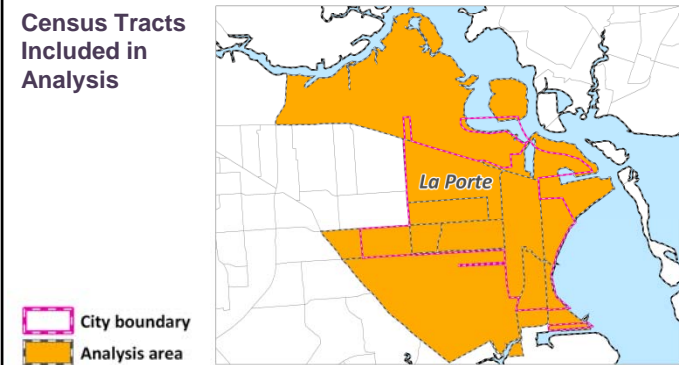 Census Tracts
Included in
Analysis
La Porte
City boundary
Analysis area